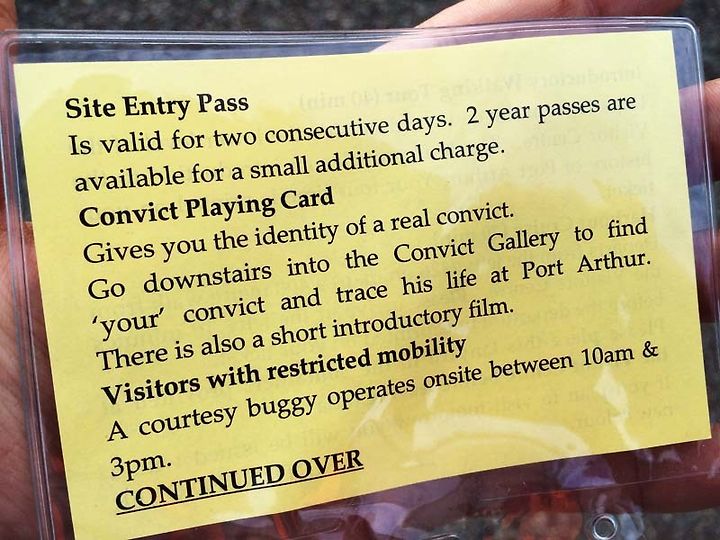 Site Entry Pass
Is valid for two consecutive days. 2 year passes are
available for a small additional charge.
Convict Playing Card
Gives you the identity of a real convict.
Go downstairs into the Convict Gallery to find
‘your’ convict and trace his life at Port Arthur.
There is also a short introductory film.
Visitors with restricted mobility
A courtesy buggy operates onsite between 10am &
3pm.
CONTINUED OVER